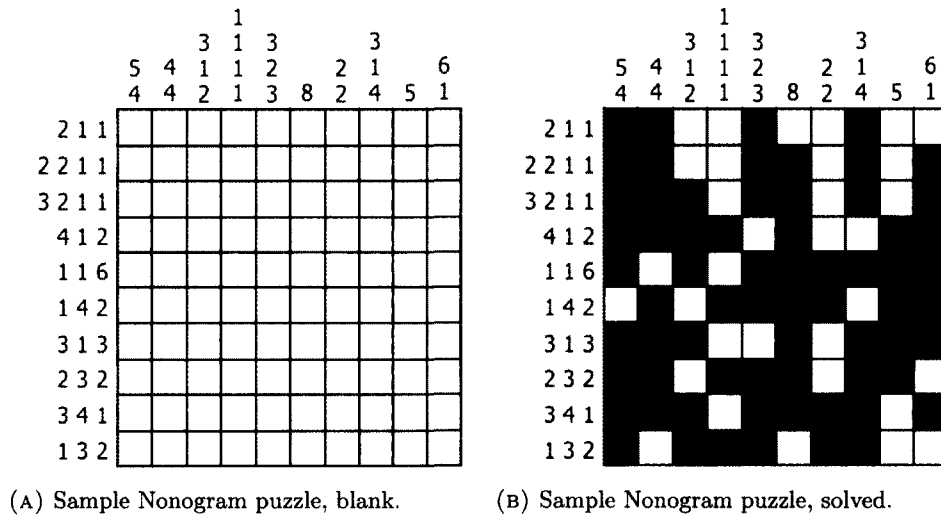 1 1
3 1 3 3 3 1 3 3
5 4 1 1 2 2 1 6 5 4 1 1 2 2 1 6
4 4 2 1 3 8 2 4 5 1 4 4 2 1 3 8 2 4 5 1
2 1 1 2 1 1
2 2 1 1 2 2 1 1
3 2 1 1 3 2 1 1
4 1 2 4 1 2
1 1 6 1 1 6
1 4 2 1 4 2
3 1 3 3 1 3
2 3 2 2 3 2
3 4 1 3 4 1
1 3 2 1 3 2
(A) Sample Nonogram puzzle, blank. (B) Sample Nonogram puzzle, solved.